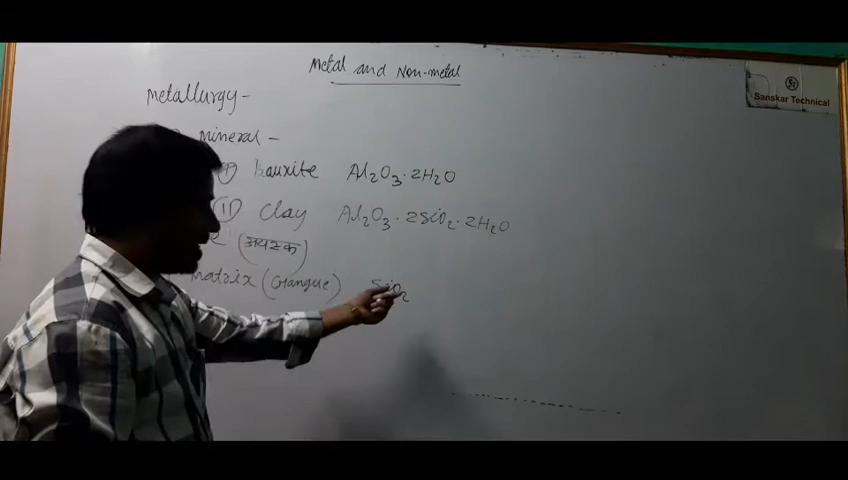 Metal and Non-metal
Metallurgy -
mineral -
Bauxite Al2O3·2H2O
(ii) Clay Al2O3·2SiO2·2H2O
(अयस्क)
matrix (Gangue) SiO2
Sanskar Technical